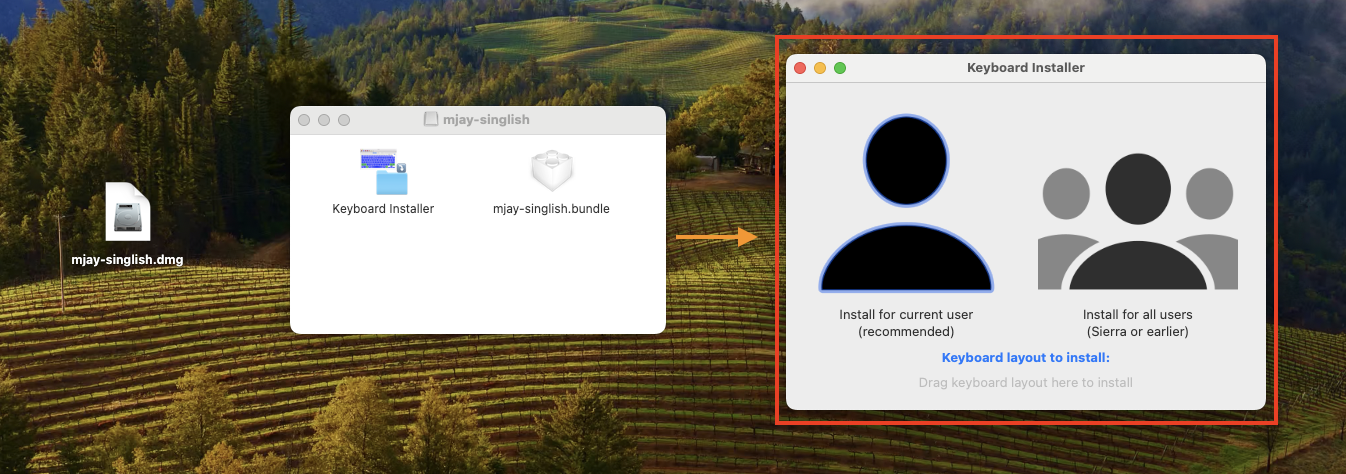 mjay-singlish.dmg
mjay-singlish
Keyboard Installer
mjay-singlish.bundle
Keyboard Installer
Install for current user
(recommended)
Install for all users
(Sierra or earlier)
Keyboard layout to install:
Drag keyboard layout here to install